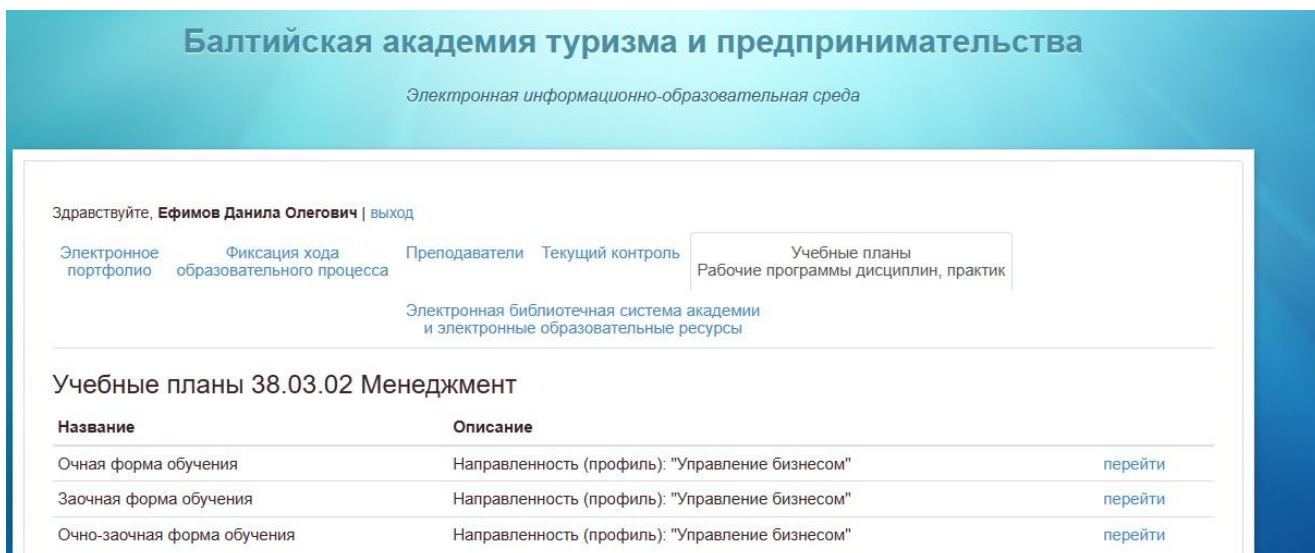 Балтийская академия туризма и предпринимательства
Электронная информационно-образовательная среда
Здравствуйте, Ефимов Данила Олегович | выход
Электронное портфолио
Фиксация хода образовательного процесса
Преподаватели
Текущий контроль
Учебные планы
Рабочие программы дисциплин, практик
Электронная библиотечная система академии
и электронные образовательные ресурсы
Учебные планы 38.03.02 Менеджмент
Название Описание
Очная форма обучения Направленность (профиль): "Управление бизнесом" перейти
Заочная форма обучения Направленность (профиль): "Управление бизнесом" перейти
Очно-заочная форма обучения Направленность (профиль): "Управление бизнесом" перейти